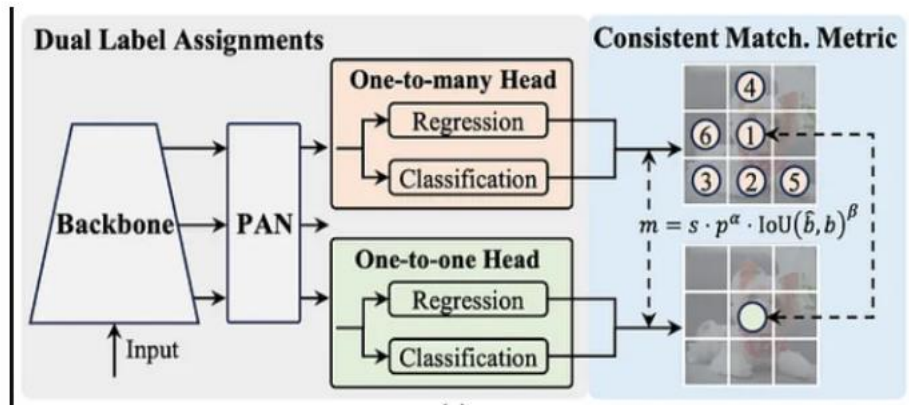 Dual Label Assignments
Consistent Match. Metric
One-to-many Head
Regression
Classification
Backbone
PAN
Input
One-to-one Head
Regression
Classification
4
6 1
3 2 5
m = s · p^α · IoU(b̂, b)^β